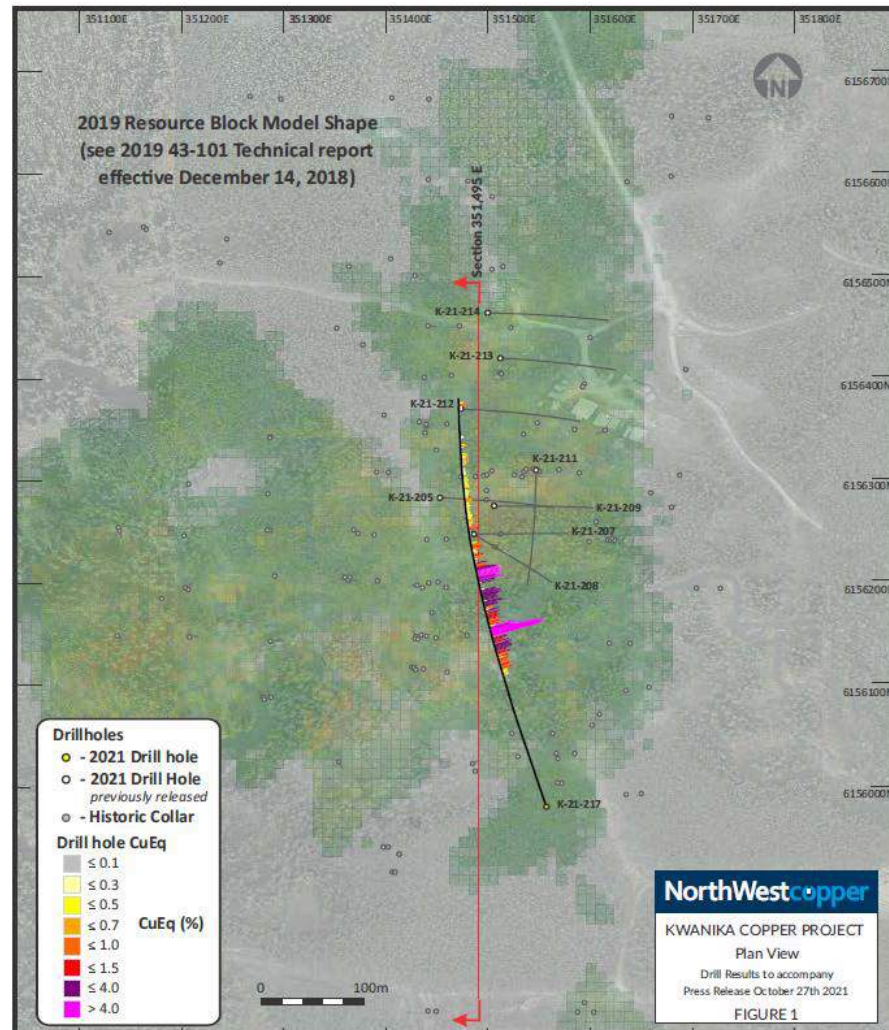 351100E
351200E
351300E
351400E
351500E
351600E
351700E
351800E
6156700N
2019 Resource Block Model Shape
(see 2019 43-101 Technical report
effective December 14, 2018)
N
6156600N
Section 351,495 E
6156500N
K-21-214
K-21-213
6156400N
K-21-212
K-21-211
6156300N
K-21-205
K-21-209
K-21-207
K-21-208
6156200N
6156100N
K-21-217
6156000N
Drillholes
- 2021 Drill hole
- 2021 Drill Hole
previously released
- Historic Collar
Drill hole CuEq
≤ 0.1
≤ 0.3
≤ 0.5
≤ 0.7
CuEq (%)
≤ 1.0
≤ 1.5
≤ 4.0
> 4.0
0 100m
NorthWestcopper
KWANIKA COPPER PROJECT
Plan View
Drill Results to accompany
Press Release October 27th 2021
FIGURE 1